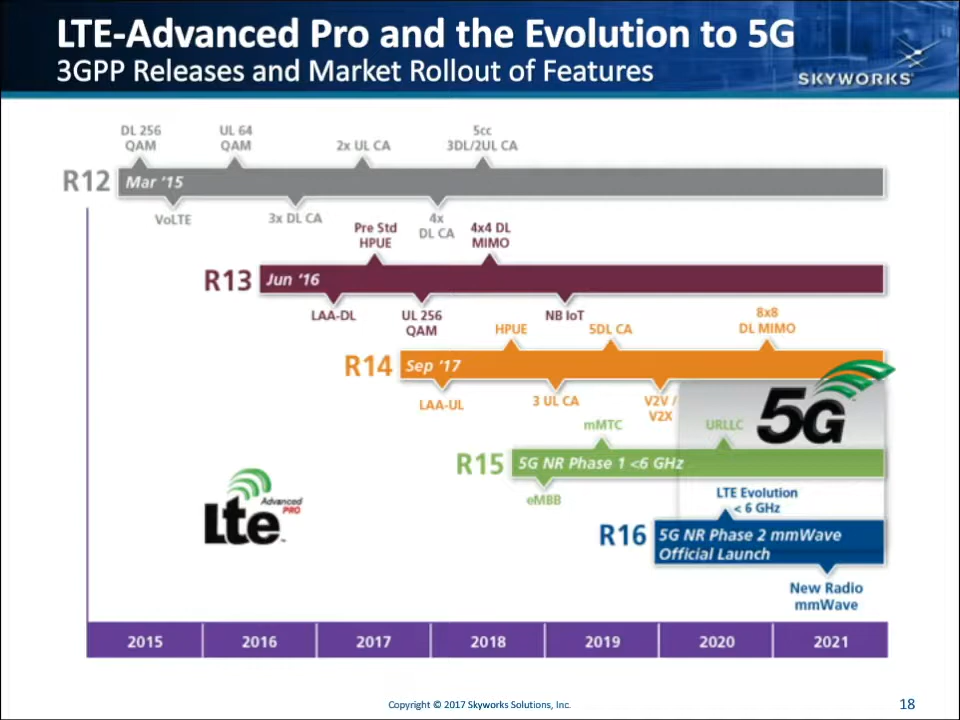 LTE-Advanced Pro and the Evolution to 5G
3GPP Releases and Market Rollout of Features
SKYWORKS®
DL 256
QAM
UL 64
QAM
2x UL CA
5cc
3DL/2UL CA
R12
Mar ‘15
VoLTE
3x DL CA
4x
DL CA
Pre Std
HPUE
4x4 DL
MIMO
R13
Jun ‘16
LAA-DL
UL 256
QAM
NB IoT
HPUE
5DL CA
8x8
DL MIMO
R14
Sep ‘17
LAA-UL
3 UL CA
V2V /
V2X
5G
mMTC
URLLC
R15
5G NR Phase 1 <6 GHz
eMBB
LTE Evolution
< 6 GHz
R16
5G NR Phase 2 mmWave
Official Launch
New Radio
mmWave
Lte
Advanced
PRO
2015
2016
2017
2018
2019
2020
2021
Copyright © 2017 Skyworks Solutions, Inc.
18